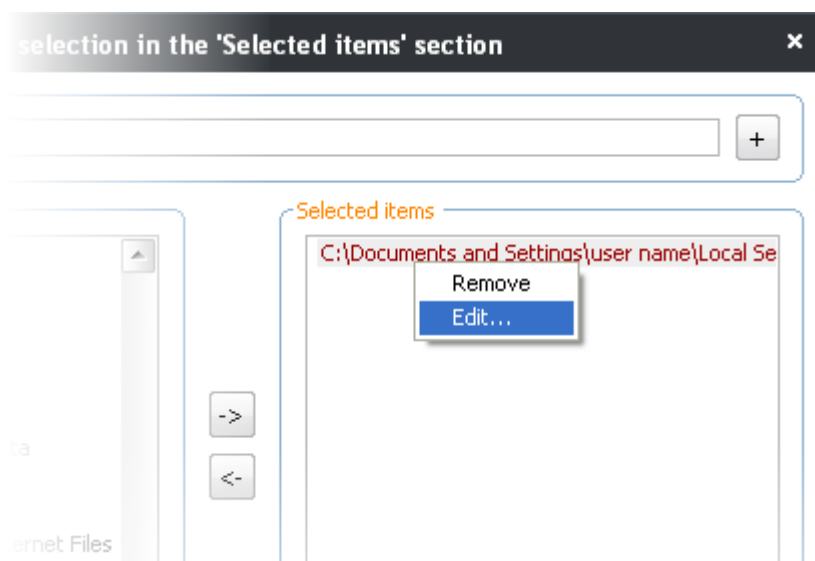 selection in the 'Selected items' section
+
Selected items
C:\Documents and Settings\user name\Local Se
Remove
Edit...
->
ta
<-
ernet Files